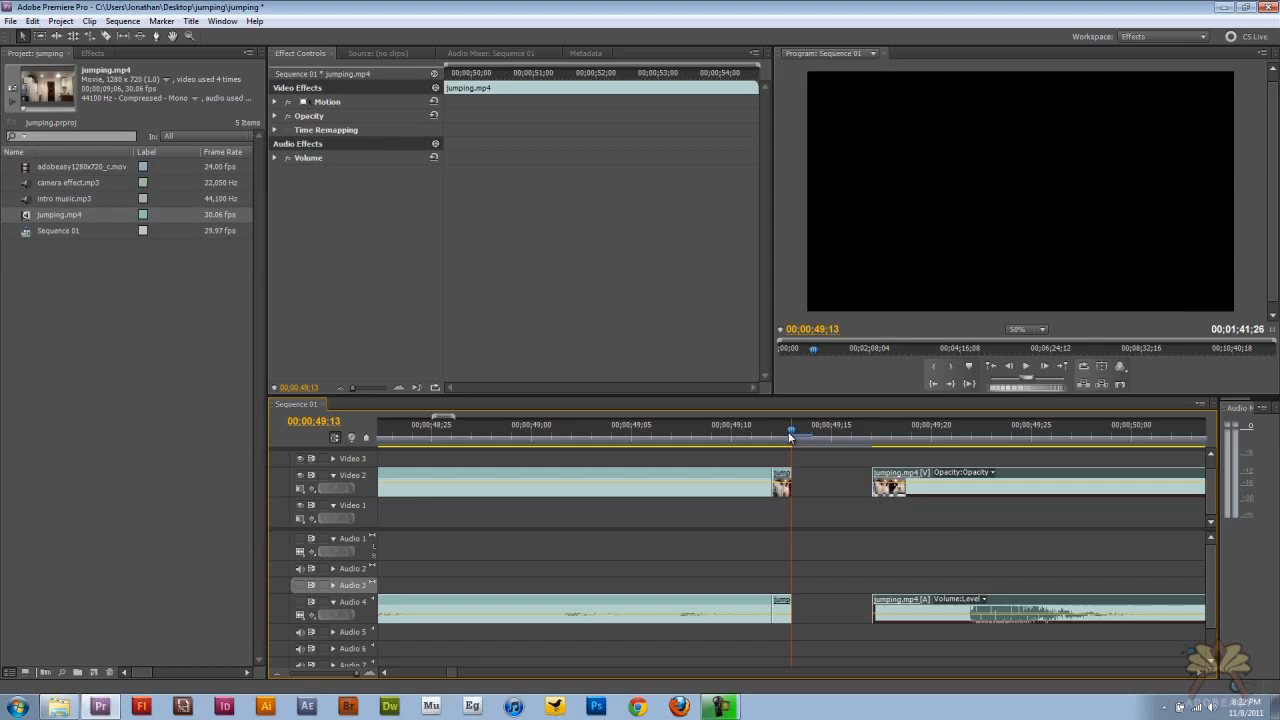 Adobe Premiere Pro - C:\Users\Jonathan\Desktop\jumping\jumping *
File Edit Project Clip Sequence Marker Title Window Help
Workspace: Effects CS Live
Project: jumping Effects
jumping.mp4
Movie, 1280 x 720 (1.0) , video used 4 times
00;00;09;06, 30.06 fps
44100 Hz - Compressed - Mono , audio used ...
jumping.prproj 5 Items
In: All
Name Label Frame Rate
adobeasy1280x720_c.mov 24.00 fps
camera effect.mp3 22,050 Hz
intro music.mp3 44,100 Hz
jumping.mp4 30.06 fps
Sequence 01 29.97 fps
Effect Controls Source: (no clips) Audio Mixer: Sequence 01 Metadata
Sequence 01 * jumping.mp4 00;00;50;00 00;00;51;00 00;00;52;00 00;00;53;00 00;00;54;00
Video Effects jumping.mp4
fx Motion
fx Opacity
Time Remapping
Audio Effects
fx Volume
00;00;49;13
Program: Sequence 01
00;00;49;13 50% 00;01;41;26
;00;00 00;02;08;04 00;04;16;08 00;06;24;12 00;08;32;16 00;10;40;18
Sequence 01
00;00;49;13 00;00;48;25 00;00;49;00 00;00;49;05 00;00;49;10 00;00;49;15 00;00;49;20 00;00;49;25 00;00;50;00
Video 3
Video 2 jump jumping.mp4 [V] Opacity:Opacity
Video 1
Audio 1
L
R
Audio 2
Audio 3
Audio 4 jump jumping.mp4 [A] Volume:Level
Audio 5
Audio 6
Audio 7
Audio M
0
-6
-12
-18
Pr Fl Id Ai Ae Br Dw Mu Eg Ps
8:22 PM
11/8/2011